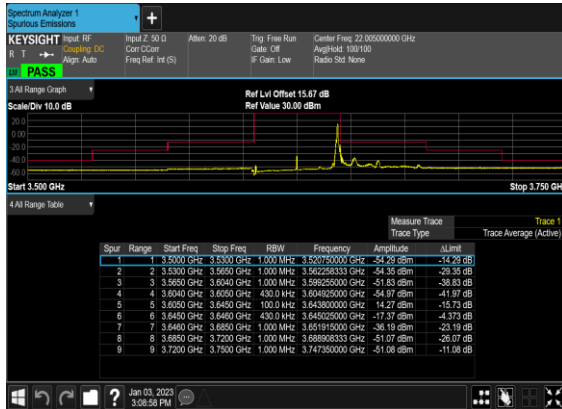 Spectrum Analyzer 1
Spurious Emissions
+
KEYSIGHT Input: RF Input Z: 50 Ω Atten: 20 dB Trig: Free Run Center Freq: 22.005000000 GHz
R T Coupling: DC Corr CCorr Gate: Off Avg|Hold: 100/100
Align: Auto Freq Ref: Int (S) IF Gain: Low Radio Std: None
LXI PASS
3 All Range Graph
Ref Lvl Offset 15.67 dB
Scale/Div 10.0 dB Ref Value 30.00 dBm
20.0
0.00
-20.0
-40.0
-60.0
Start 3.500 GHz Stop 3.750 GH
4 All Range Table
Measure Trace Trace 1
Trace Type Trace Average (Active)
Spur Range Start Freq Stop Freq RBW Frequency Amplitude ΔLimit
1 1 3.5000 GHz 3.5300 GHz 1.000 MHz 3.520750000 GHz -54.29 dBm -14.29 dB
2 2 3.5300 GHz 3.5650 GHz 1.000 MHz 3.562258333 GHz -54.35 dBm -29.35 dB
3 3 3.5650 GHz 3.6040 GHz 1.000 MHz 3.599255000 GHz -51.83 dBm -38.83 dB
4 4 3.6040 GHz 3.6050 GHz 430.0 kHz 3.604925000 GHz -54.97 dBm -41.97 dB
5 5 3.6050 GHz 3.6450 GHz 100.0 kHz 3.643800000 GHz 14.27 dBm -15.73 dB
6 6 3.6450 GHz 3.6460 GHz 430.0 kHz 3.645025000 GHz -17.37 dBm -4.373 dB
7 7 3.6460 GHz 3.6850 GHz 1.000 MHz 3.651915000 GHz -36.19 dBm -23.19 dB
8 8 3.6850 GHz 3.7200 GHz 1.000 MHz 3.688908333 GHz -51.07 dBm -26.07 dB
9 9 3.7200 GHz 3.7500 GHz 1.000 MHz 3.747350000 GHz -51.08 dBm -11.08 dB
? Jan 03, 2023
3:08:58 PM